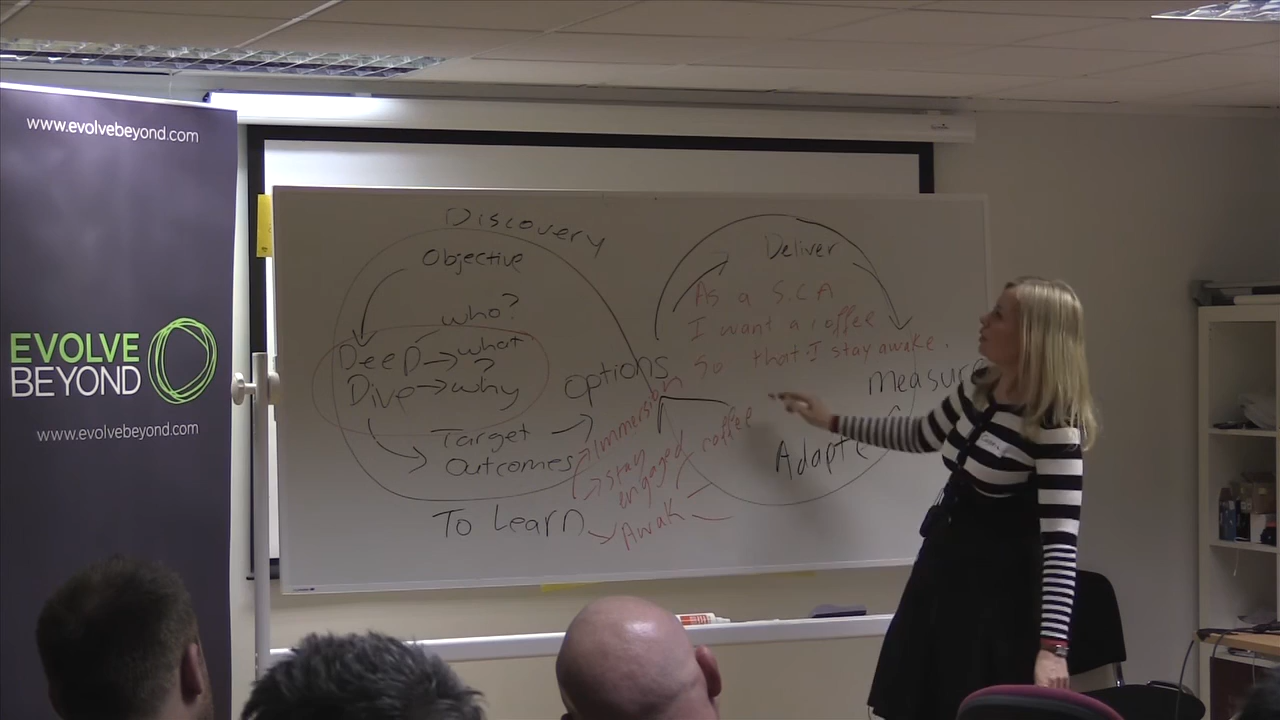 www.evolvebeyond.com
EVOLVE
BEYOND
www.evolvebeyond.com
Discovery
Objective
who?
Deep → what
?
Dive → why
Target
Outcomes
To Learn
options
Immersion
Stay
engaged
coffee
Awak
Deliver
As a S.C.A
I want a coffee
So that I stay awake.
measure
Adapt